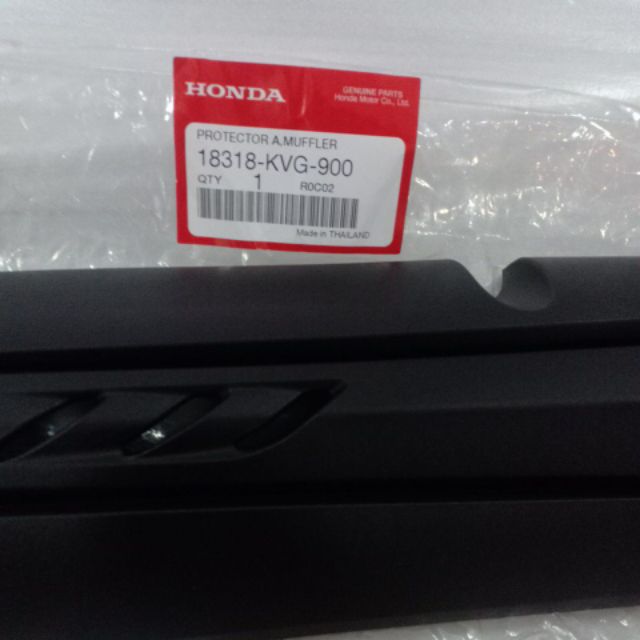 HONDA
GENUINE PARTS
Honda Motor Co., Ltd.
PROTECTOR A,MUFFLER
18318-KVG-900
QTY 1 R0C02
Made in THAILAND